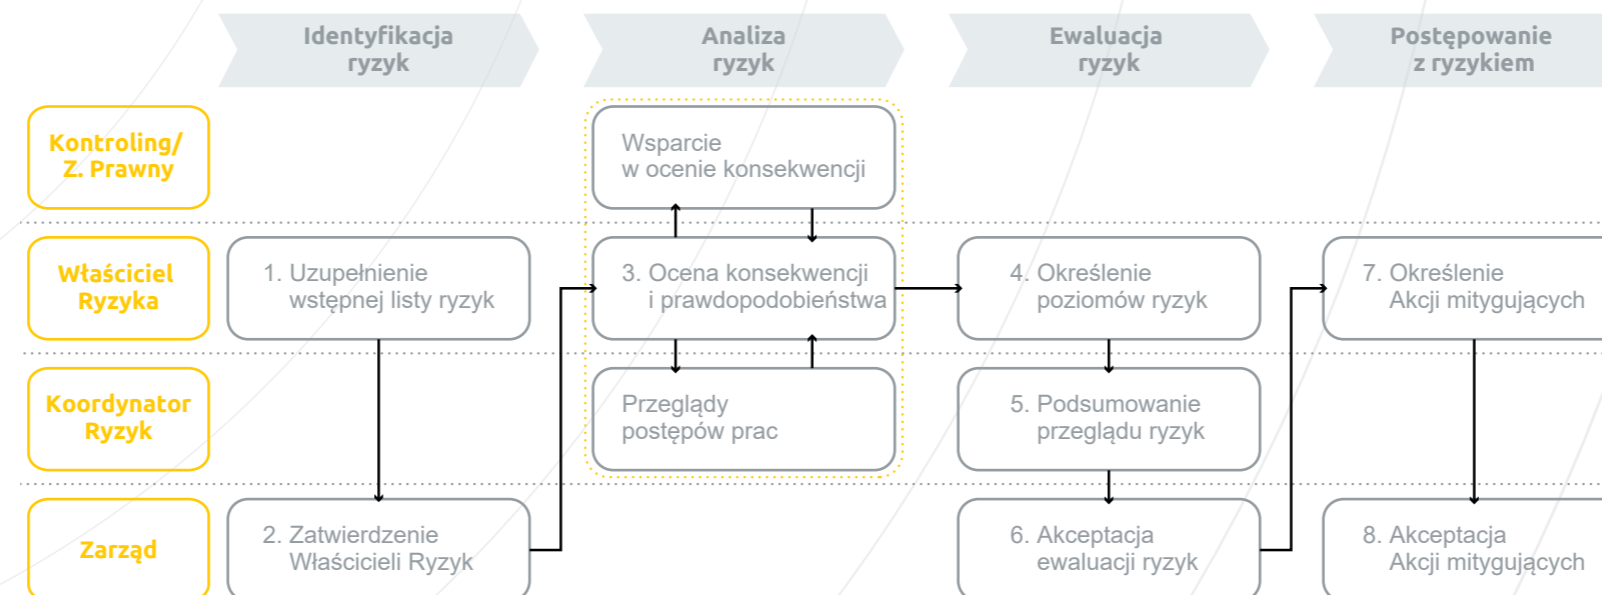 Identyfikacja
ryzyk
Analiza
ryzyk
Ewaluacja
ryzyk
Postępowanie
z ryzykiem
Kontroling/
Z. Prawny
Wsparcie
w ocenie konsekwencji
Właściciel
Ryzyka
1. Uzupełnienie
wstępnej listy ryzyk
3. Ocena konsekwencji
i prawdopodobieństwa
4. Określenie
poziomów ryzyk
7. Określenie
Akcji mitygujących
Koordynator
Ryzyk
Przeglądy
postępów prac
5. Podsumowanie
przeglądu ryzyk
Zarząd
2. Zatwierdzenie
Właścicieli Ryzyk
6. Akceptacja
ewaluacji ryzyk
8. Akceptacja
Akcji mitygujących